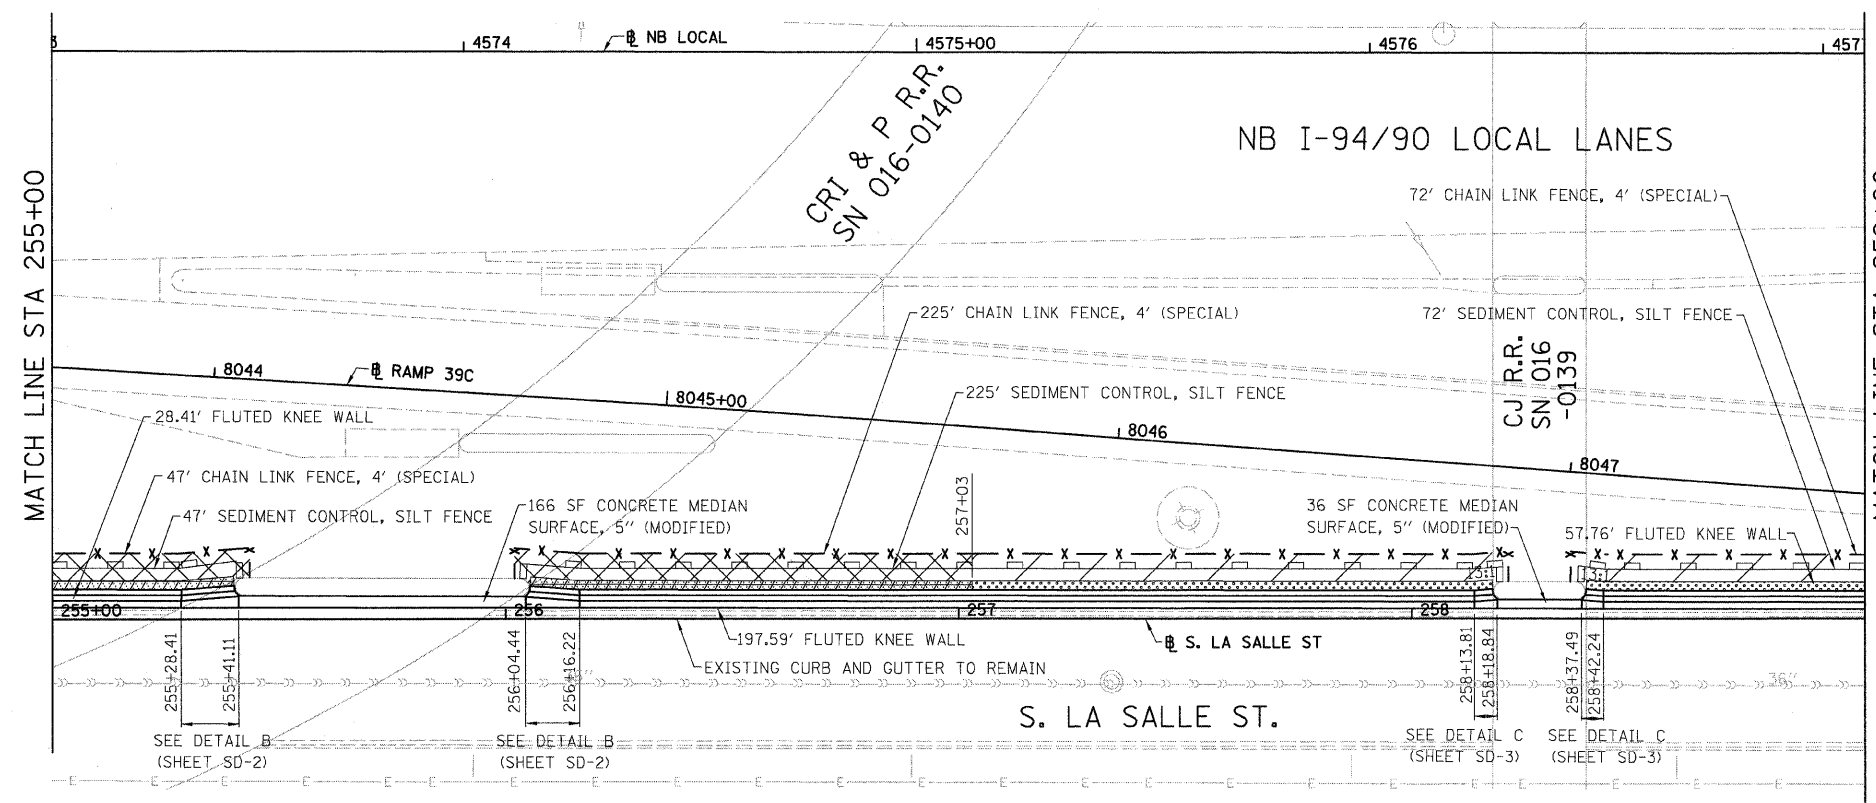 4574
℄ NB LOCAL
4575+00
4576
457
CRI & P R.R.
SN 016-0140
NB I-94/90 LOCAL LANES
72' CHAIN LINK FENCE, 4' (SPECIAL)
MATCH LINE STA 255+00
225' CHAIN LINK FENCE, 4' (SPECIAL)
72' SEDIMENT CONTROL, SILT FENCE
CJ R.R.
SN 016
-0139
8044
℄ RAMP 39C
8045+00
225' SEDIMENT CONTROL, SILT FENCE
28.41' FLUTED KNEE WALL
8046
8047
47' CHAIN LINK FENCE, 4' (SPECIAL)
47' SEDIMENT CONTROL, SILT FENCE
166 SF CONCRETE MEDIAN
SURFACE, 5" (MODIFIED)
257+03
36 SF CONCRETE MEDIAN
SURFACE, 5" (MODIFIED)
57.76' FLUTED KNEE WALL
3:1
3:1
255+00
256
257
258
197.59' FLUTED KNEE WALL
℄ S. LA SALLE ST
EXISTING CURB AND GUTTER TO REMAIN
255+28.41
255+41.11
256+04.44
256+16.22
258+13.81
258+18.84
258+37.49
258+42.24
36"
S. LA SALLE ST.
SEE DETAIL B
(SHEET SD-2)
SEE DETAIL B
(SHEET SD-2)
SEE DETAIL C
(SHEET SD-3)
SEE DETAIL C
(SHEET SD-3)
E E E E E E E E E E E E E E E E